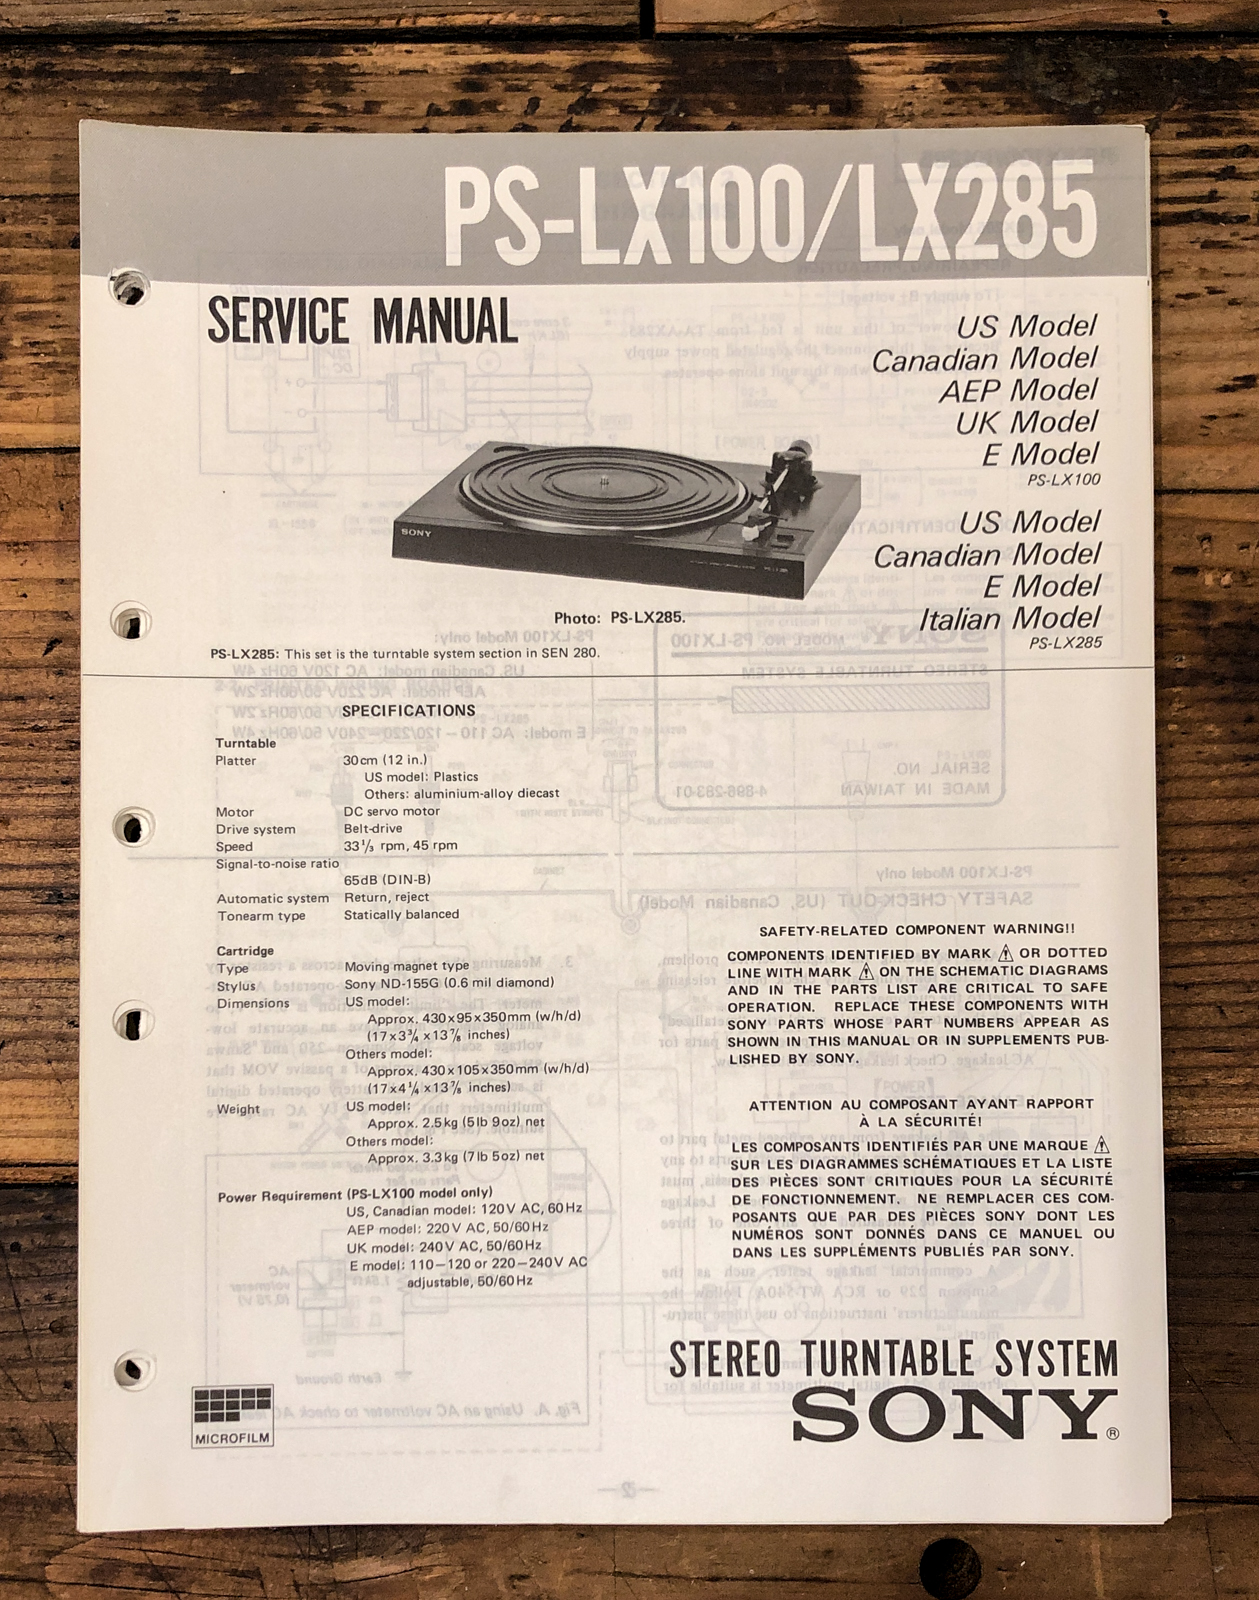 PS-LX100/LX285
SERVICE MANUAL
US Model
Canadian Model
AEP Model
UK Model
E Model
PS-LX100
US Model
Canadian Model
E Model
Italian Model
PS-LX285
SONY
Photo: PS-LX285.
PS-LX285: This set is the turntable system section in SEN 280.
SPECIFICATIONS
Turntable
Platter 30cm (12 in.)
US model: Plastics
Others: aluminium-alloy diecast
Motor DC servo motor
Drive system Belt-drive
Speed 33 1/3 rpm, 45 rpm
Signal-to-noise ratio
65dB (DIN-B)
Automatic system Return, reject
Tonearm type Statically balanced
Cartridge
Type Moving magnet type
Stylus Sony ND-155G (0.6 mil diamond)
Dimensions US model:
Approx. 430x95x350mm (w/h/d)
(17x3 3/4 x13 7/8 inches)
Others model:
Approx. 430x105x350mm (w/h/d)
(17x4 1/4 x13 7/8 inches)
Weight US model:
Approx. 2.5kg (5lb 9oz) net
Others model:
Approx. 3.3kg (7lb 5oz) net
Power Requirement (PS-LX100 model only)
US, Canadian model: 120V AC, 60Hz
AEP model: 220V AC, 50/60Hz
UK model: 240V AC, 50/60Hz
E model: 110—120 or 220—240V AC
adjustable, 50/60Hz
SAFETY-RELATED COMPONENT WARNING!!
COMPONENTS IDENTIFIED BY MARK ⚠ OR DOTTED
LINE WITH MARK ⚠ ON THE SCHEMATIC DIAGRAMS
AND IN THE PARTS LIST ARE CRITICAL TO SAFE
OPERATION. REPLACE THESE COMPONENTS WITH
SONY PARTS WHOSE PART NUMBERS APPEAR AS
SHOWN IN THIS MANUAL OR IN SUPPLEMENTS PUB-
LISHED BY SONY.
ATTENTION AU COMPOSANT AYANT RAPPORT
À LA SÉCURITÉ!
LES COMPOSANTS IDENTIFIÉS PAR UNE MARQUE ⚠
SUR LES DIAGRAMMES SCHÉMATIQUES ET LA LISTE
DES PIÈCES SONT CRITIQUES POUR LA SÉCURITÉ
DE FONCTIONNEMENT. NE REMPLACER CES COM-
POSANTS QUE PAR DES PIÈCES SONY DONT LES
NUMÉROS SONT DONNÉS DANS CE MANUEL OU
DANS LES SUPPLÉMENTS PUBLIÉS PAR SONY.
STEREO TURNTABLE SYSTEM
SONY®
MICROFILM